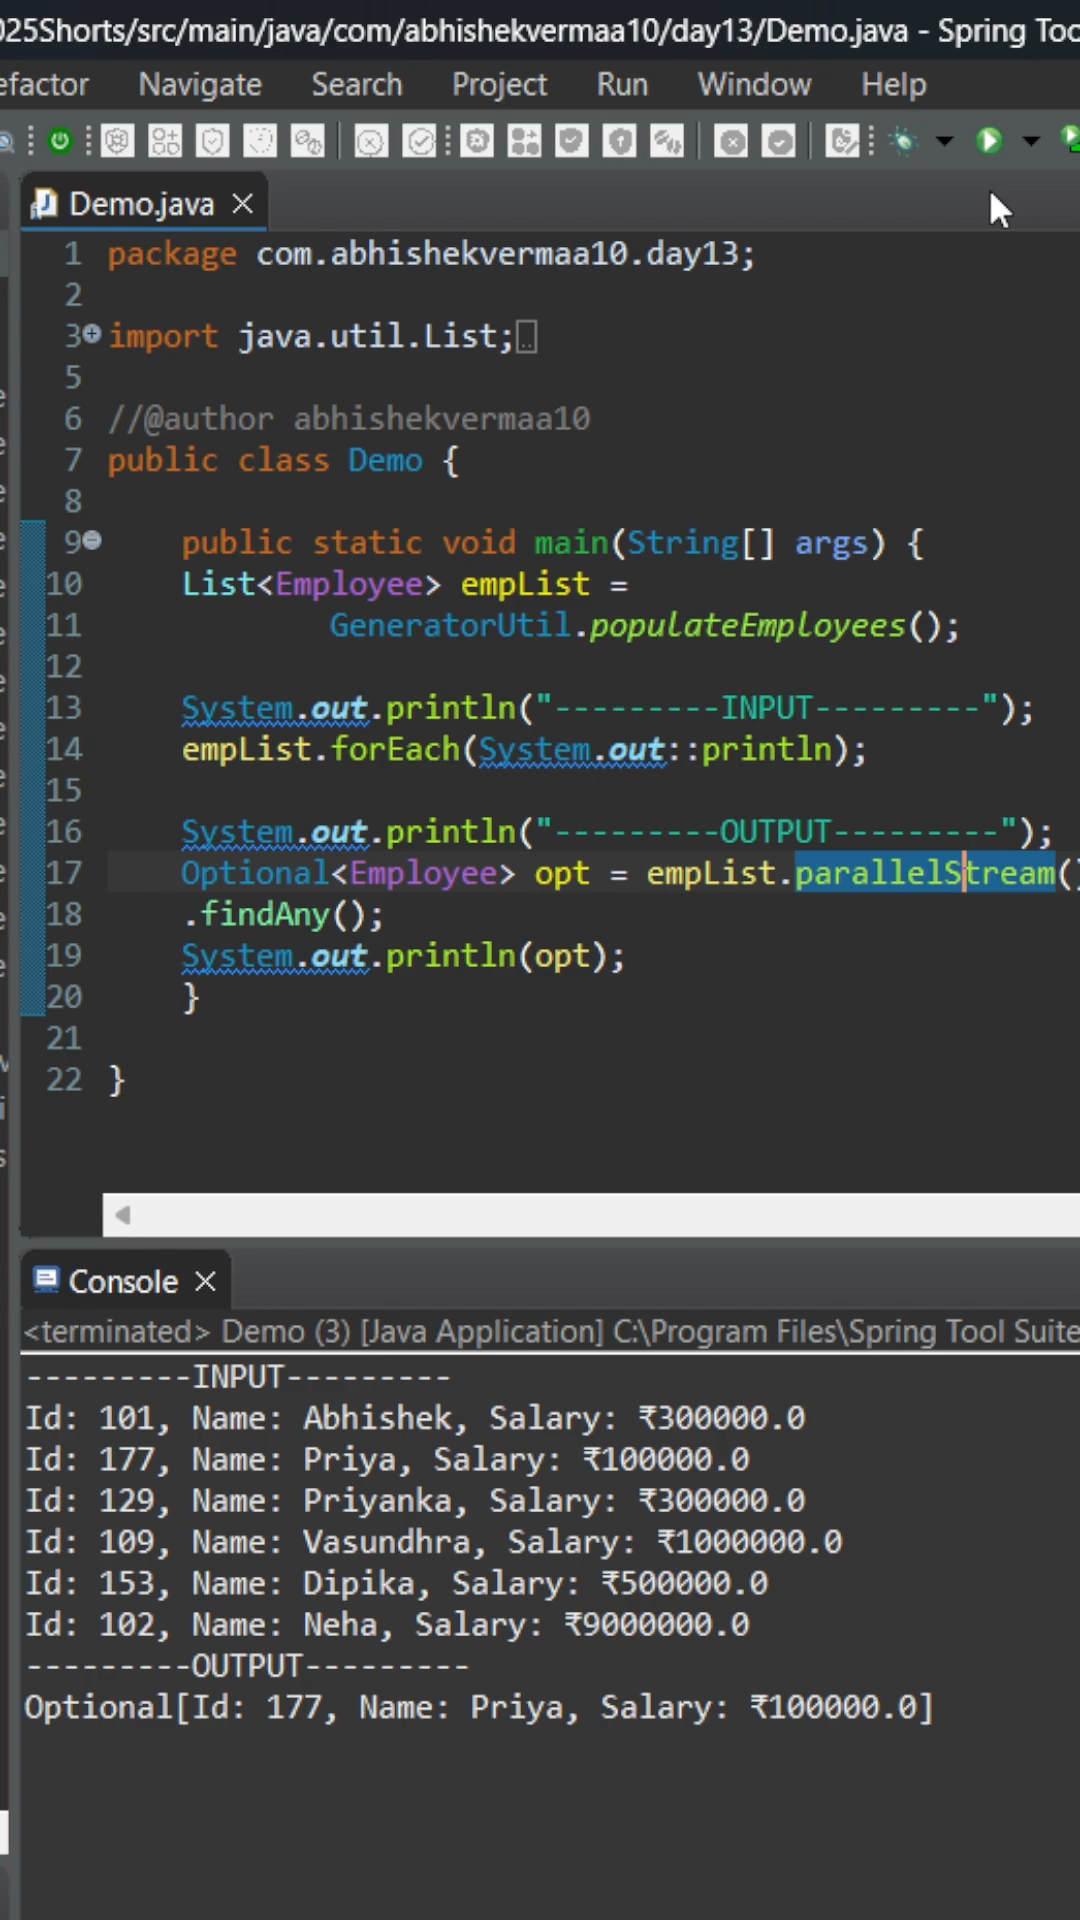 025Shorts/src/main/java/com/abhishekvermaa10/day13/Demo.java - Spring Too
efactor Navigate Search Project Run Window Help
Demo.java
1 package com.abhishekvermaa10.day13;
2
3 import java.util.List;
5
6 //@author abhishekvermaa10
7 public class Demo {
8
9 public static void main(String[] args) {
10 List<Employee> empList =
11 GeneratorUtil.populateEmployees();
12
13 System.out.println("---------INPUT---------");
14 empList.forEach(System.out::println);
15
16 System.out.println("---------OUTPUT---------");
17 Optional<Employee> opt = empList.parallelStream()
18 .findAny();
19 System.out.println(opt);
20 }
21
22 }
Console
<terminated> Demo (3) [Java Application] C:\Program Files\Spring Tool Suite
---------INPUT---------
Id: 101, Name: Abhishek, Salary: ₹300000.0
Id: 177, Name: Priya, Salary: ₹100000.0
Id: 129, Name: Priyanka, Salary: ₹300000.0
Id: 109, Name: Vasundhra, Salary: ₹1000000.0
Id: 153, Name: Dipika, Salary: ₹500000.0
Id: 102, Name: Neha, Salary: ₹9000000.0
---------OUTPUT---------
Optional[Id: 177, Name: Priya, Salary: ₹100000.0]